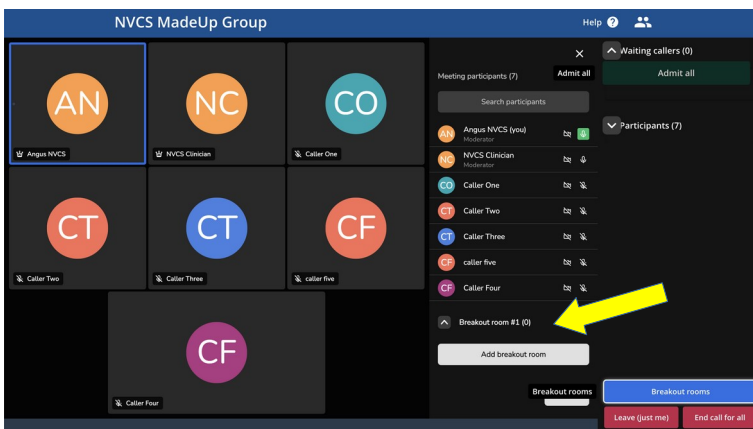 NVCS MadeUp Group
Help ?
AN
Angus NVCS
NC
NVCS Clinician
CO
Caller One
CT
Caller Two
CT
Caller Three
CF
caller five
CF
Caller Four
Meeting participants (7)
Admit all
Search participants
AN
Angus NVCS (you)
Moderator
NC
NVCS Clinician
Moderator
CO
Caller One
CT
Caller Two
CT
Caller Three
CF
caller five
CF
Caller Four
Breakout room #1 (0)
Add breakout room
Breakout rooms
Waiting callers (0)
Admit all
Participants (7)
Breakout rooms
Leave (just me)
End call for all